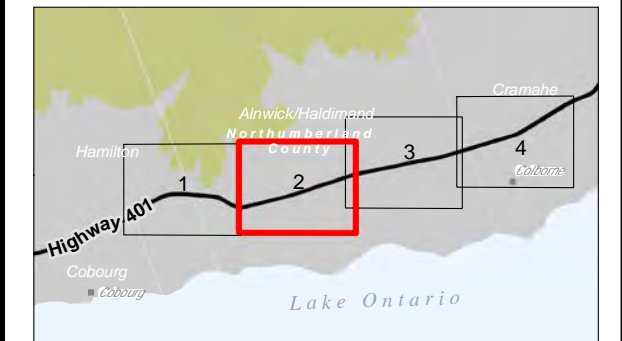 Cramahe
Alnwick/Haldimand
Northumberland
County
Hamilton
1
2
3
4
Colborne
Highway 401
Cobourg
Cobourg
Lake Ontario